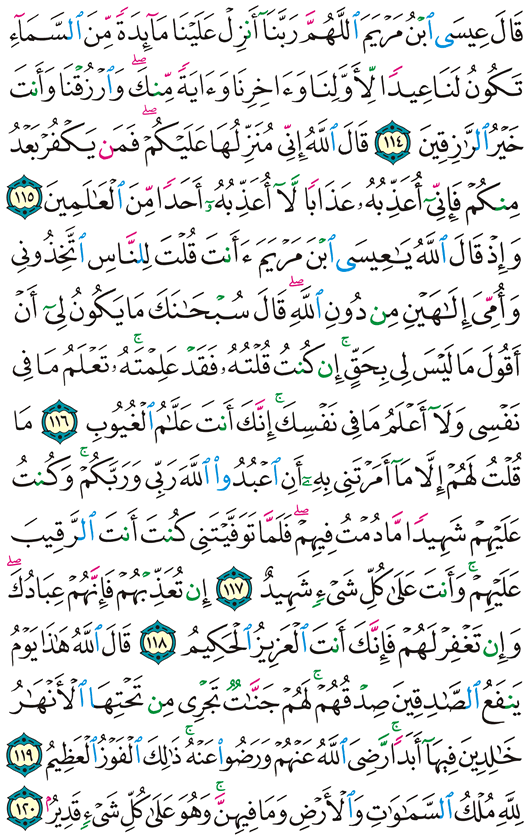 قَالَ عِيسَى ٱبْنُ مَرْيَمَ ٱللَّهُمَّ رَبَّنَآ أَنزِلْ عَلَيْنَا مَآئِدَةً مِّنَ ٱلسَّمَآءِ
تَكُونُ لَنَا عِيدًا لِّأَوَّلِنَا وَءَاخِرِنَا وَءَايَةً مِّنكَۖ وَٱرْزُقْنَا وَأَنتَ
خَيْرُ ٱلرَّٰزِقِينَ ١١٤ قَالَ ٱللَّهُ إِنِّى مُنَزِّلُهَا عَلَيْكُمْۖ فَمَن يَكْفُرْ بَعْدُ
مِنكُمْ فَإِنِّىٓ أُعَذِّبُهُۥ عَذَابًا لَّآ أُعَذِّبُهُۥٓ أَحَدًا مِّنَ ٱلْعَٰلَمِينَ ١١٥
وَإِذْ قَالَ ٱللَّهُ يَٰعِيسَى ٱبْنَ مَرْيَمَ ءَأَنتَ قُلْتَ لِلنَّاسِ ٱتَّخِذُونِى
وَأُمِّىَ إِلَٰهَيْنِ مِن دُونِ ٱللَّهِۖ قَالَ سُبْحَٰنَكَ مَا يَكُونُ لِىٓ أَنْ
أَقُولَ مَا لَيْسَ لِى بِحَقٍّۚ إِن كُنتُ قُلْتُهُۥ فَقَدْ عَلِمْتَهُۥۚ تَعْلَمُ مَا فِى
نَفْسِى وَلَآ أَعْلَمُ مَا فِى نَفْسِكَۚ إِنَّكَ أَنتَ عَلَّٰمُ ٱلْغُيُوبِ ١١٦ مَا
قُلْتُ لَهُمْ إِلَّا مَآ أَمَرْتَنِى بِهِۦٓ أَنِ ٱعْبُدُوا۟ ٱللَّهَ رَبِّى وَرَبَّكُمْۚ وَكُنتُ
عَلَيْهِمْ شَهِيدًا مَّا دُمْتُ فِيهِمْۖ فَلَمَّا تَوَفَّيْتَنِى كُنتَ أَنتَ ٱلرَّقِيبَ
عَلَيْهِمْۚ وَأَنتَ عَلَىٰ كُلِّ شَىْءٍ شَهِيدٌ ١١٧ إِن تُعَذِّبْهُمْ فَإِنَّهُمْ عِبَادُكَۖ
وَإِن تَغْفِرْ لَهُمْ فَإِنَّكَ أَنتَ ٱلْعَزِيزُ ٱلْحَكِيمُ ١١٨ قَالَ ٱللَّهُ هَٰذَا يَوْمُ
يَنفَعُ ٱلصَّٰدِقِينَ صِدْقُهُمْۚ لَهُمْ جَنَّٰتٌ تَجْرِى مِن تَحْتِهَا ٱلْأَنْهَٰرُ
خَٰلِدِينَ فِيهَآ أَبَدًاۚ رَّضِىَ ٱللَّهُ عَنْهُمْ وَرَضُوا۟ عَنْهُۚ ذَٰلِكَ ٱلْفَوْزُ ٱلْعَظِيمُ ١١٩
لِلَّهِ مُلْكُ ٱلسَّمَٰوَٰتِ وَٱلْأَرْضِ وَمَا فِيهِنَّۚ وَهُوَ عَلَىٰ كُلِّ شَىْءٍ قَدِيرٌۢ ١٢٠